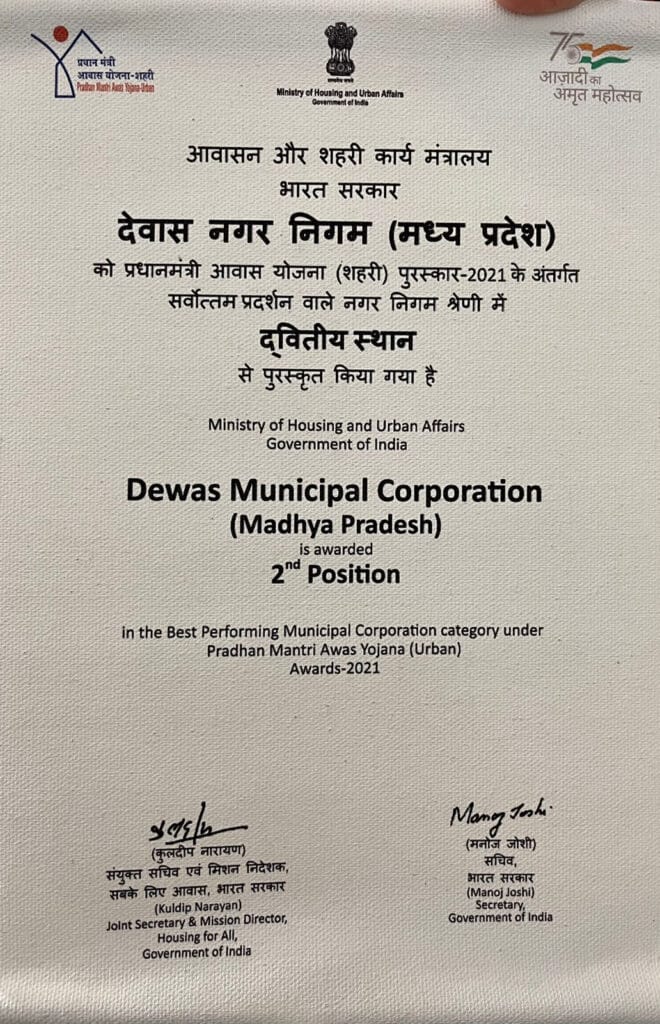 प्रधान मंत्री
आवास योजना-शहरी
Pradhan Mantri Awas Yojana-Urban
Ministry of Housing and Urban Affairs
Government of India
75
आज़ादी का
अमृत महोत्सव
आवासन और शहरी कार्य मंत्रालय
भारत सरकार
देवास नगर निगम (मध्य प्रदेश)
को प्रधानमंत्री आवास योजना (शहरी) पुरस्कार-2021 के अंतर्गत
सर्वोत्तम प्रदर्शन वाले नगर निगम श्रेणी में
द्वितीय स्थान
से पुरस्कृत किया गया है
Ministry of Housing and Urban Affairs
Government of India
Dewas Municipal Corporation
(Madhya Pradesh)
is awarded
2nd Position
in the Best Performing Municipal Corporation category under
Pradhan Mantri Awas Yojana (Urban)
Awards-2021
(कुलदीप नारायण)
संयुक्त सचिव एवं मिशन निदेशक,
सबके लिए आवास, भारत सरकार
(Kuldip Narayan)
Joint Secretary & Mission Director,
Housing for All,
Government of India
Manoj Joshi
(मनोज जोशी)
सचिव,
भारत सरकार
(Manoj Joshi)
Secretary,
Government of India